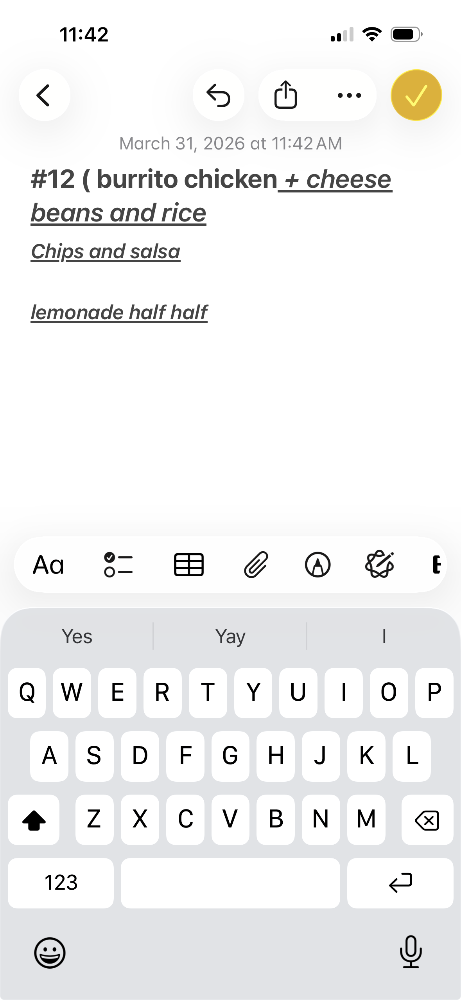 11:42
March 31, 2026 at 11:42 AM
#12 ( burrito chicken + cheese
beans and rice
Chips and salsa
lemonade half half
Aa
Yes Yay I
Q W E R T Y U I O P
A S D F G H J K L
Z X C V B N M
123